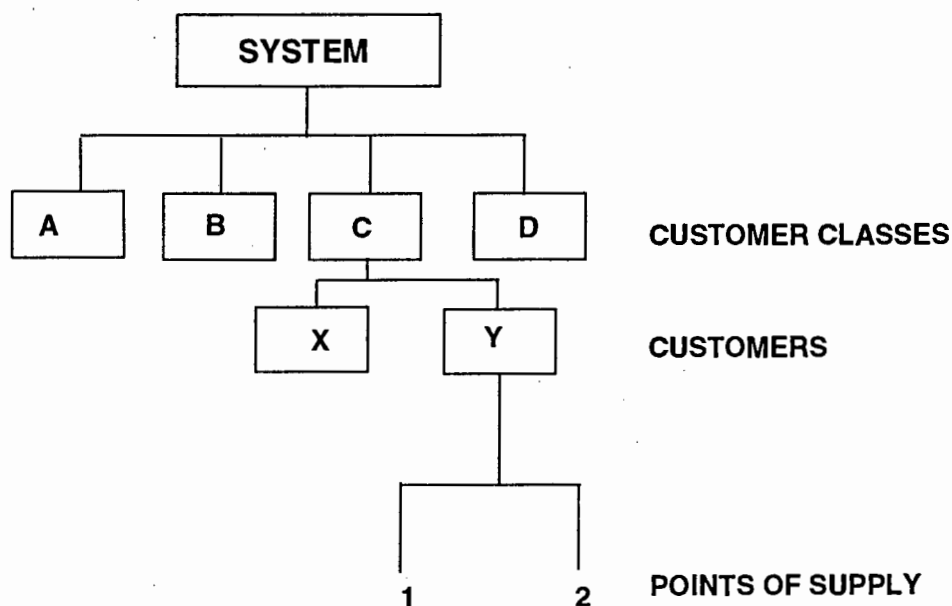 SYSTEM
A B C D CUSTOMER CLASSES
X Y CUSTOMERS
1 2 POINTS OF SUPPLY